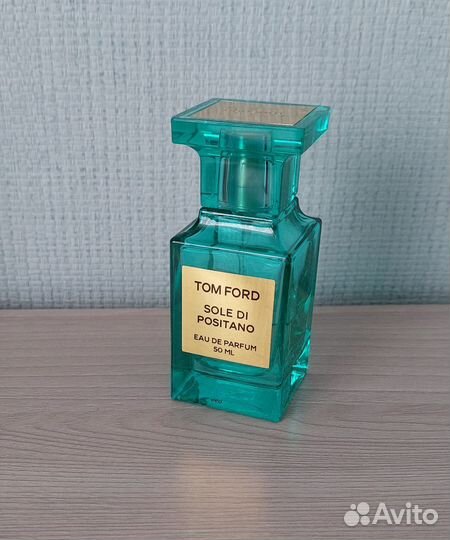 TOM FORD
SOLE DI
POSITANO
EAU DE PARFUM
50 ML
Avito